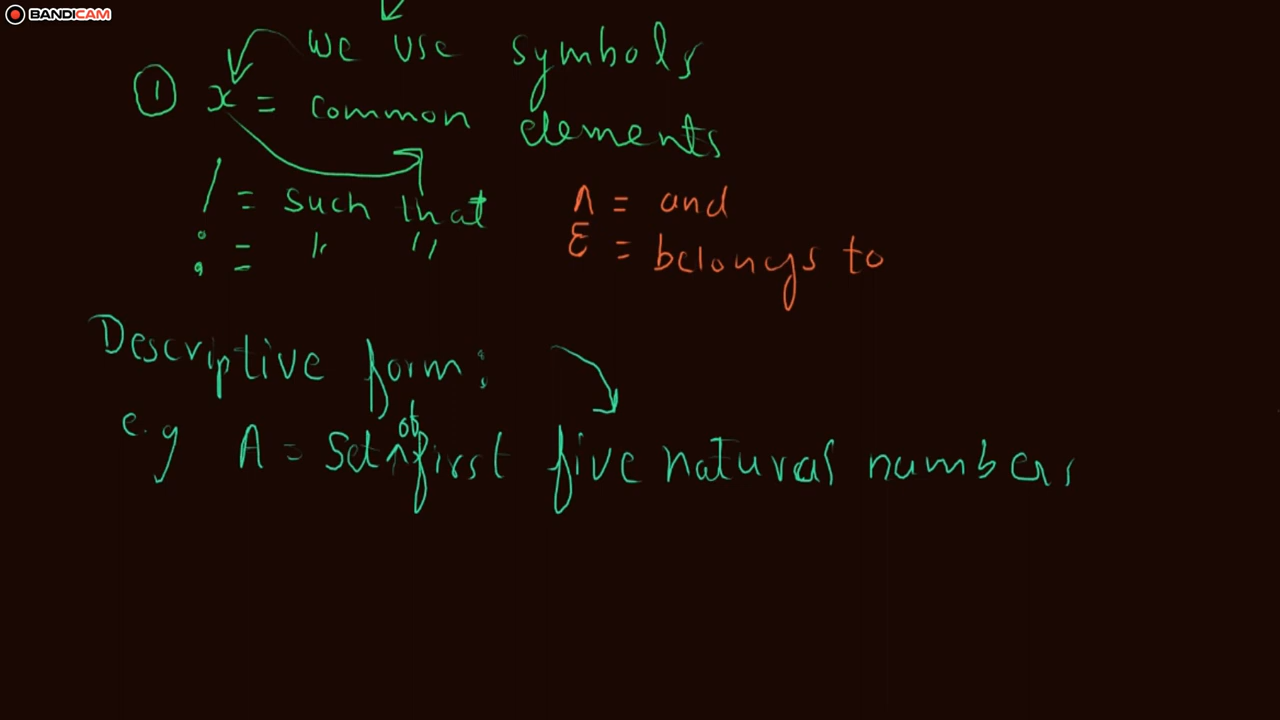 BANDICAM
we use symbols
① x = common elements
/ = such that
: = " "
Λ = and
ε = belongs to
Descriptive form:
e.g A = Set of first five natural numbers